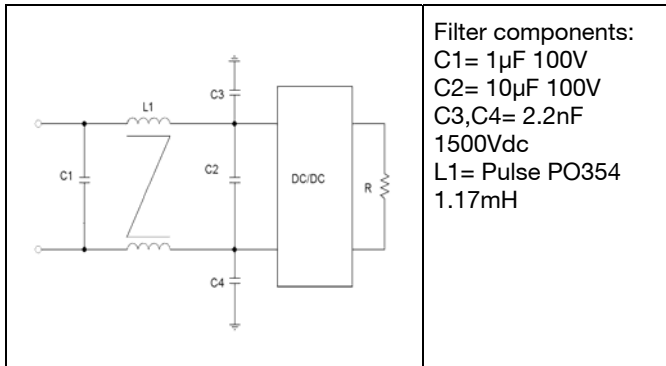 L1
C3
C1
C2
DC/DC
R
C4
Filter components:
C1= 1µF 100V
C2= 10µF 100V
C3,C4= 2.2nF
1500Vdc
L1= Pulse PO354
1.17mH